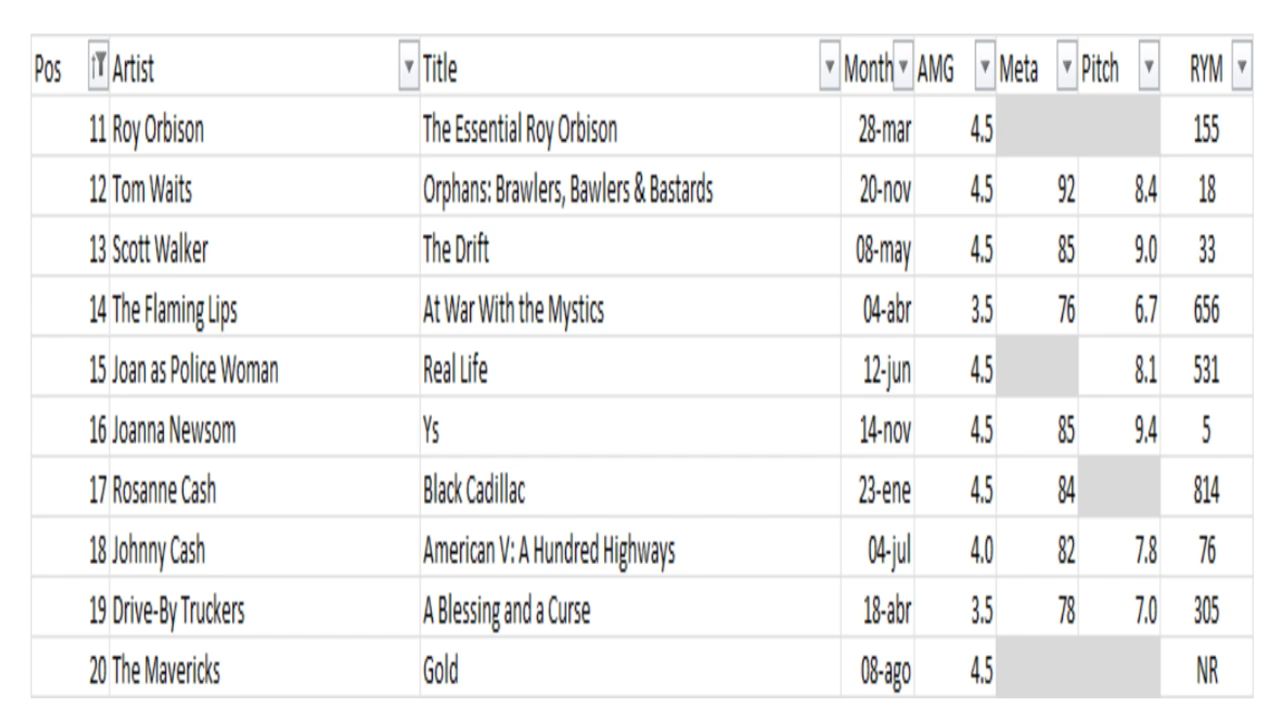 Pos Artist Title Month AMG Meta Pitch RYM
11 Roy Orbison The Essential Roy Orbison 28-mar 4.5 155
12 Tom Waits Orphans: Brawlers, Bawlers & Bastards 20-nov 4.5 92 8.4 18
13 Scott Walker The Drift 08-may 4.5 85 9.0 33
14 The Flaming Lips At War With the Mystics 04-abr 3.5 76 6.7 656
15 Joan as Police Woman Real Life 12-jun 4.5 8.1 531
16 Joanna Newsom Ys 14-nov 4.5 85 9.4 5
17 Rosanne Cash Black Cadillac 23-ene 4.5 84 814
18 Johnny Cash American V: A Hundred Highways 04-jul 4.0 82 7.8 76
19 Drive-By Truckers A Blessing and a Curse 18-abr 3.5 78 7.0 305
20 The Mavericks Gold 08-ago 4.5 NR